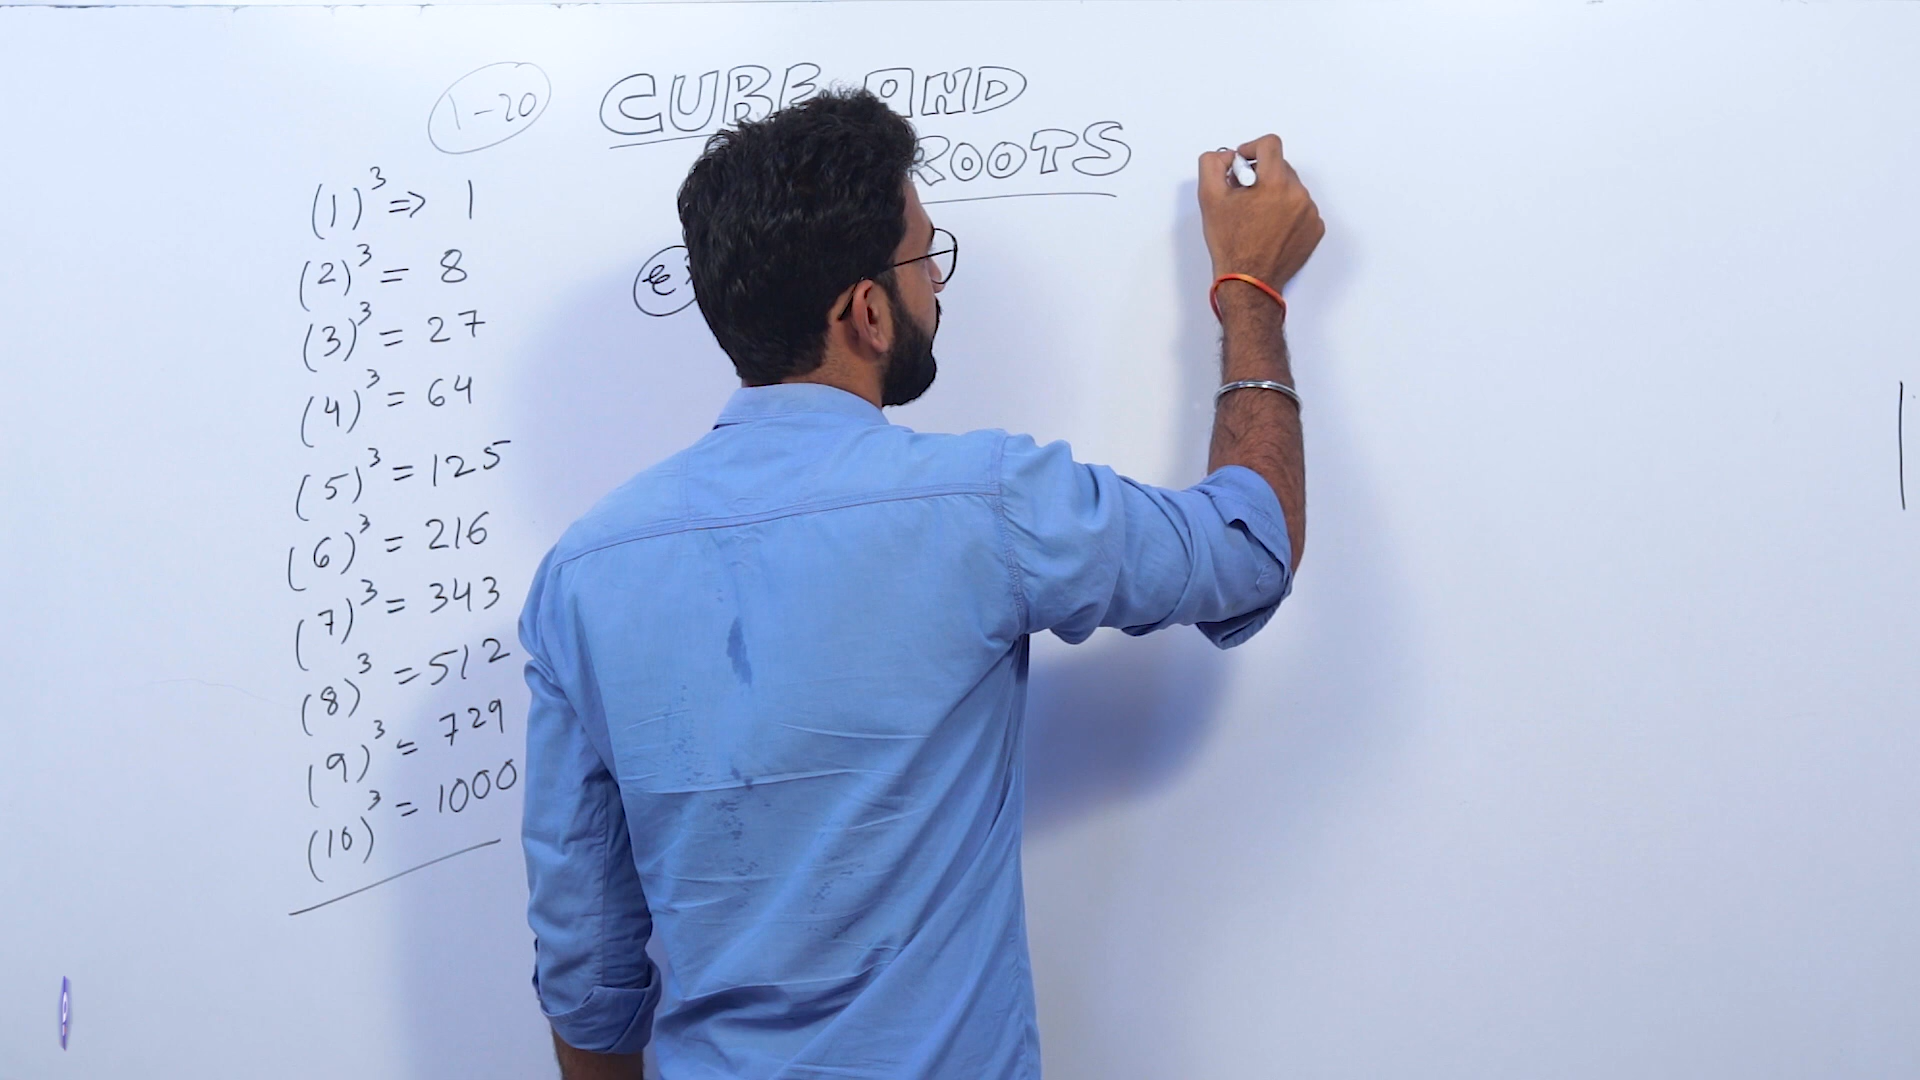 1-20
CUBE AND
ROOTS
(1)³ => 1
(2)³ = 8
(3)³ = 27
(4)³ = 64
(5)³ = 125
(6)³ = 216
(7)³ = 343
(8)³ = 512
(9)³ = 729
(10)³ = 1000